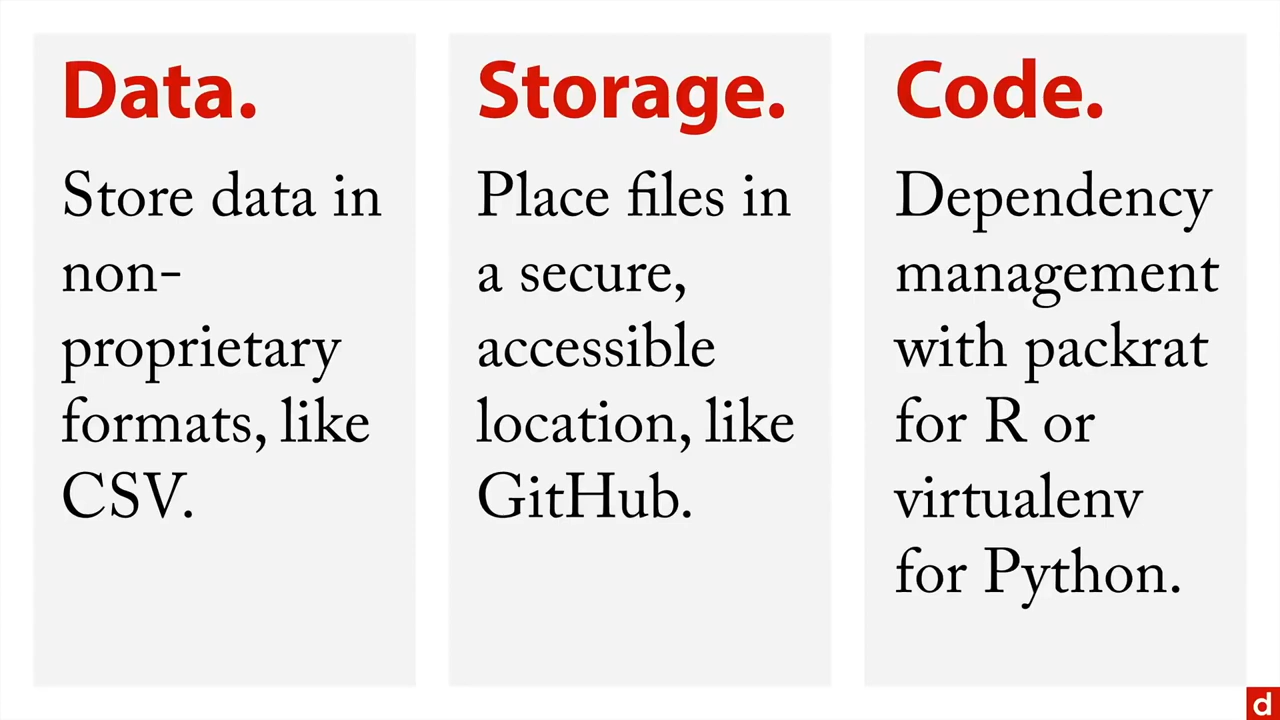 Data.
Store data in
non-
proprietary
formats, like
CSV.
Storage.
Place files in
a secure,
accessible
location, like
GitHub.
Code.
Dependency
management
with packrat
for R or
virtualenv
for Python.
d